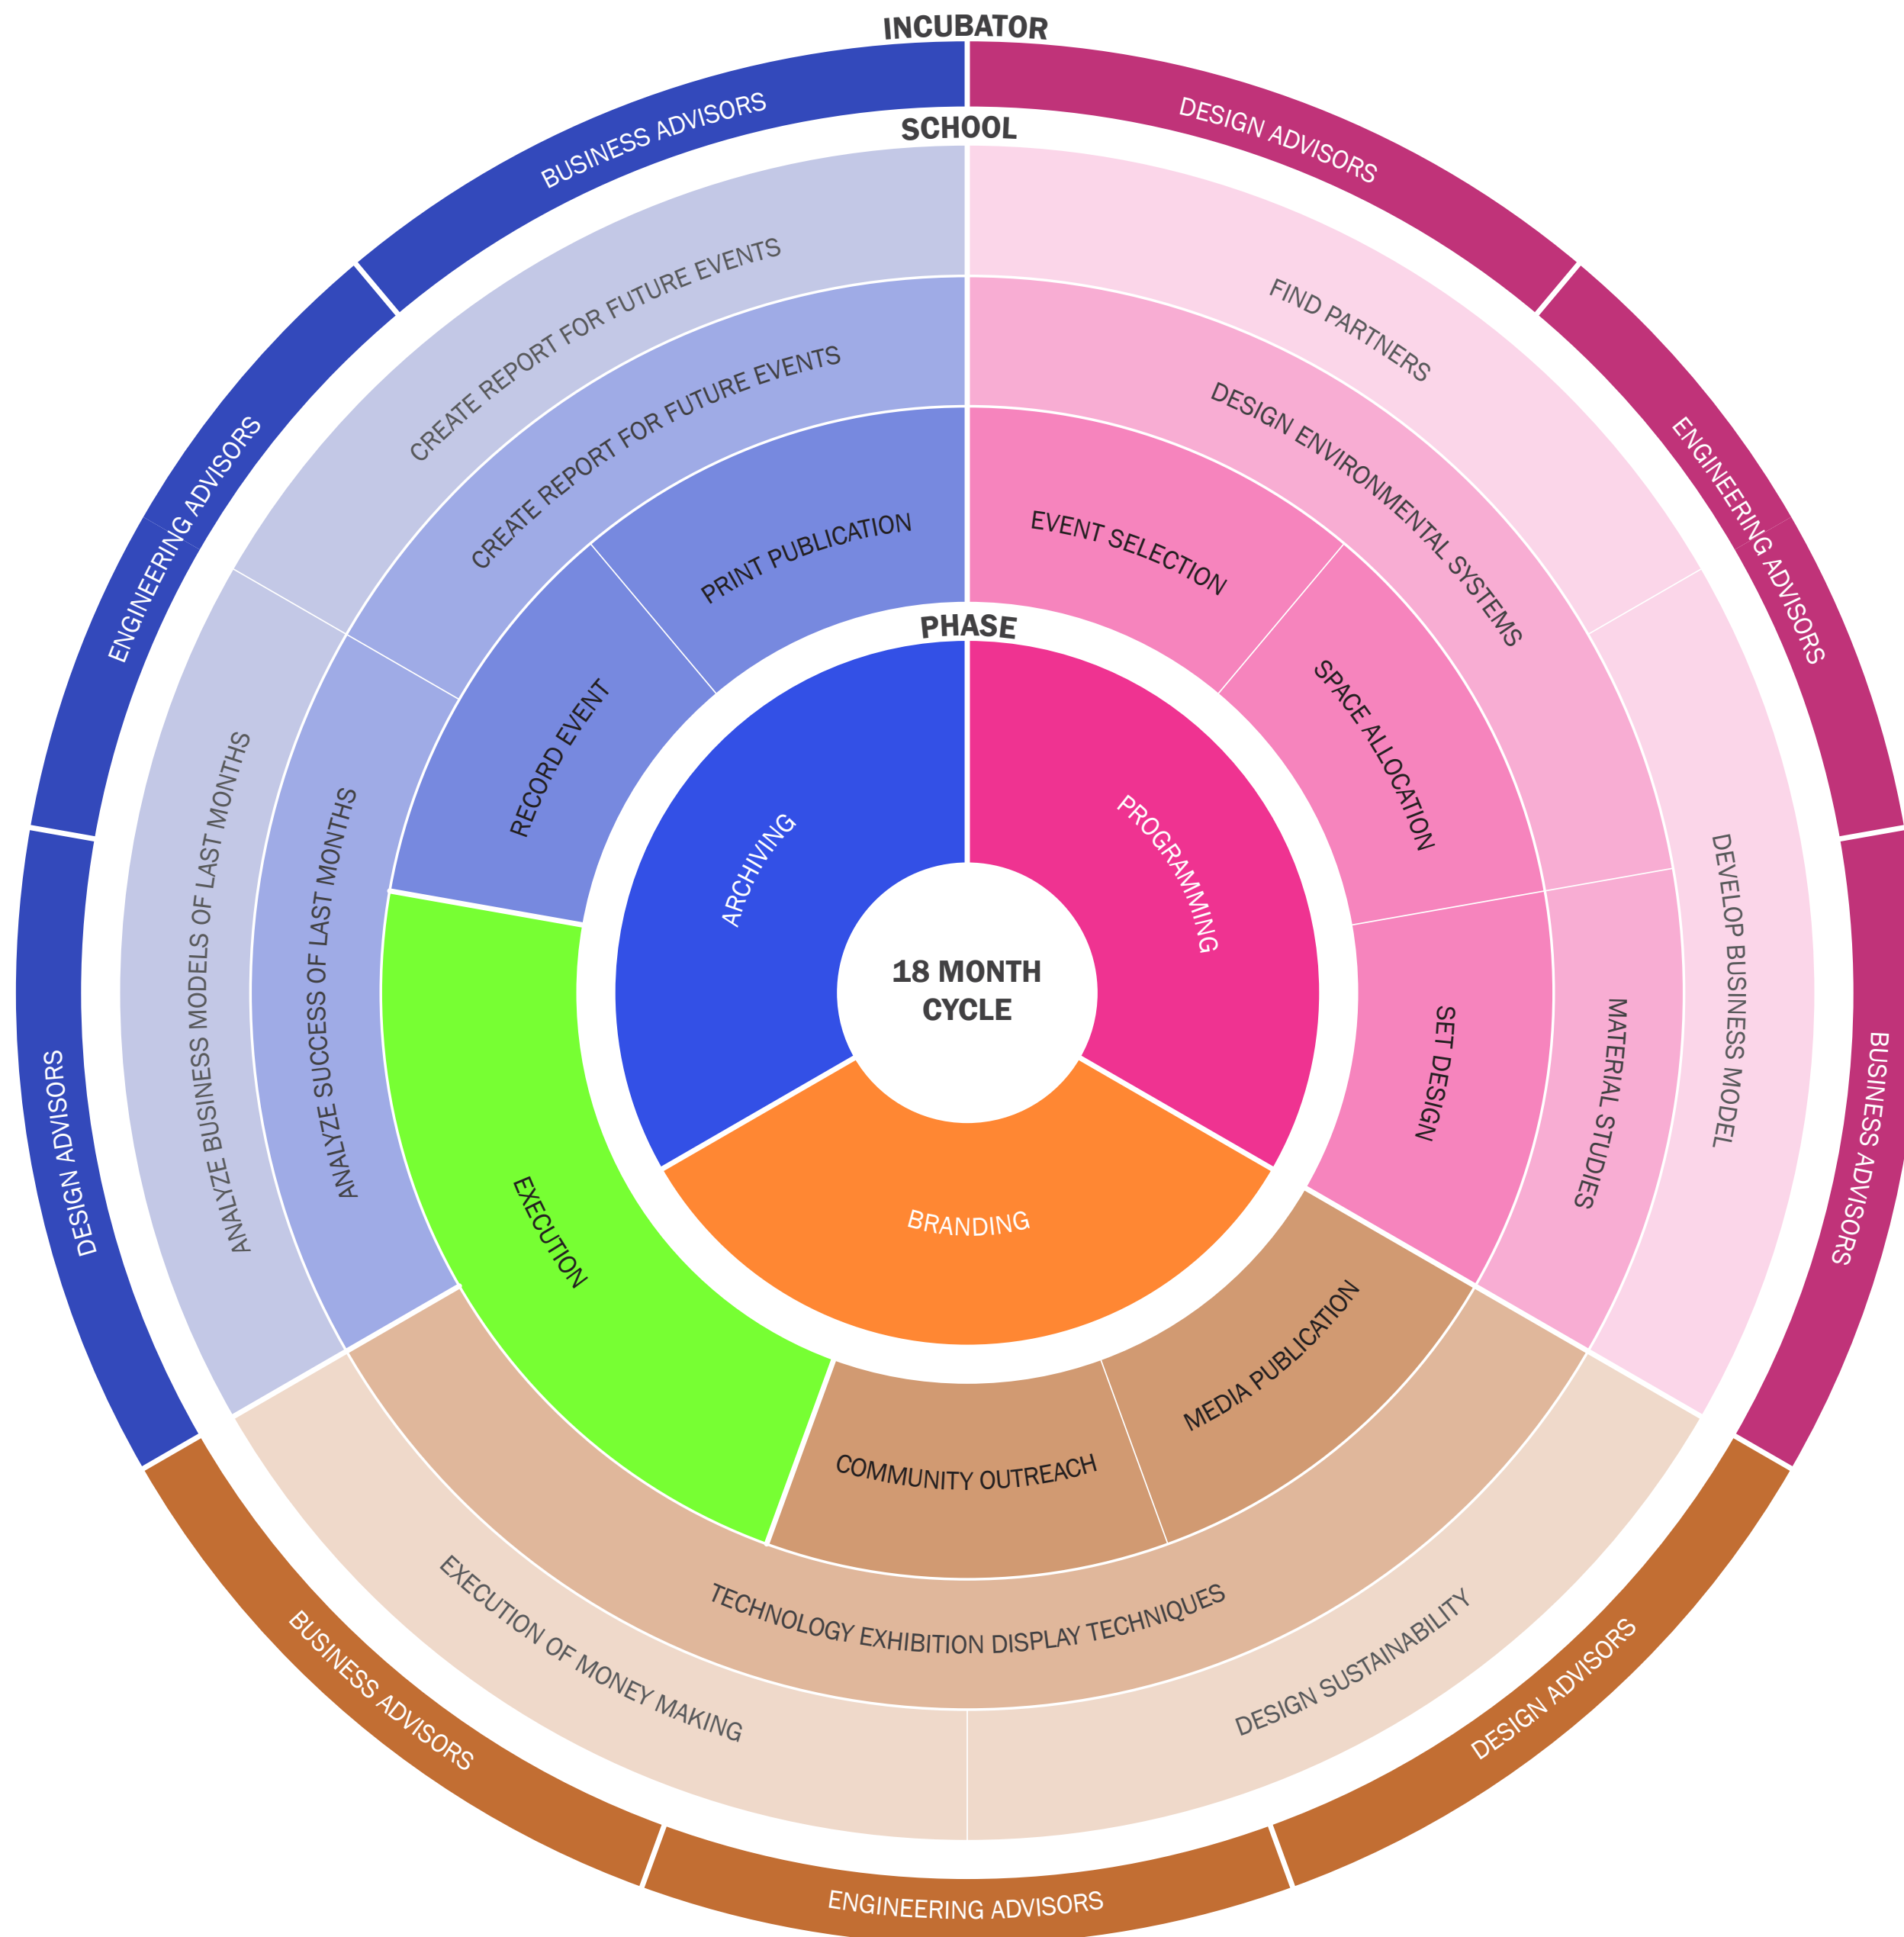 INCUBATOR
DESIGN ADVISORS
ENGINEERING ADVISORS
BUSINESS ADVISORS
DESIGN ADVISORS
ENGINEERING ADVISORS
BUSINESS ADVISORS
DESIGN ADVISORS
ENGINEERING ADVISORS
BUSINESS ADVISORS
SCHOOL
FIND PARTNERS
DEVELOP BUSINESS MODEL
DESIGN SUSTAINABILITY
EXECUTION OF MONEY MAKING
ANALYZE BUSINESS MODELS OF LAST MONTHS
CREATE REPORT FOR FUTURE EVENTS
DESIGN ENVIRONMENTAL SYSTEMS
MATERIAL STUDIES
TECHNOLOGY EXHIBITION DISPLAY TECHNIQUES
ANALYZE SUCCESS OF LAST MONTHS
CREATE REPORT FOR FUTURE EVENTS
EVENT SELECTION
SPACE ALLOCATION
SET DESIGN
MEDIA PUBLICATION
COMMUNITY OUTREACH
EXECUTION
RECORD EVENT
PRINT PUBLICATION
PHASE
PROGRAMMING
BRANDING
ARCHIVING
18 MONTH
CYCLE